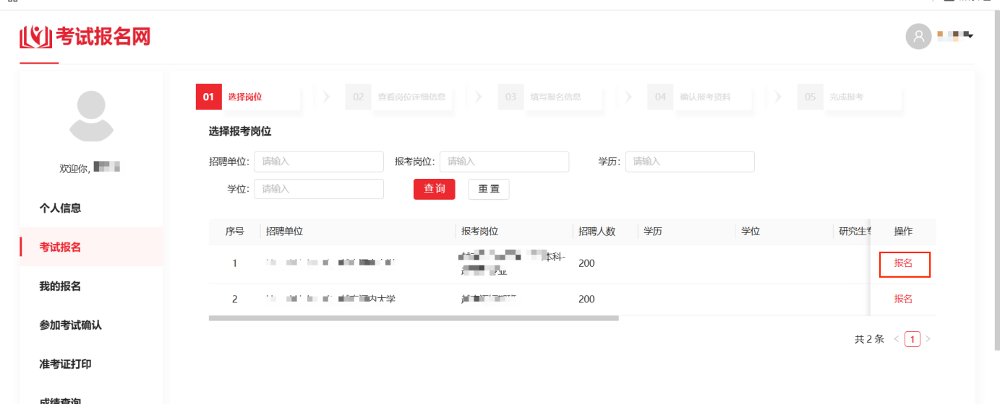 考试报名网
01 选择岗位 02 查看岗位详细信息 03 填写报名信息 04 确认报考资料 05 完成报考
选择报考岗位
招聘单位: 请输入 报考岗位: 请输入 学历: 请输入
学位: 请输入 查询 重置
欢迎你,
个人信息
考试报名
我的报名
参加考试确认
准考证打印
成绩查询
序号 招聘单位 报考岗位 招聘人数 学历 学位 研究生专 操作
1 本科- 200 报名
业
2 内大学 200 报名
共 2 条 < 1 >